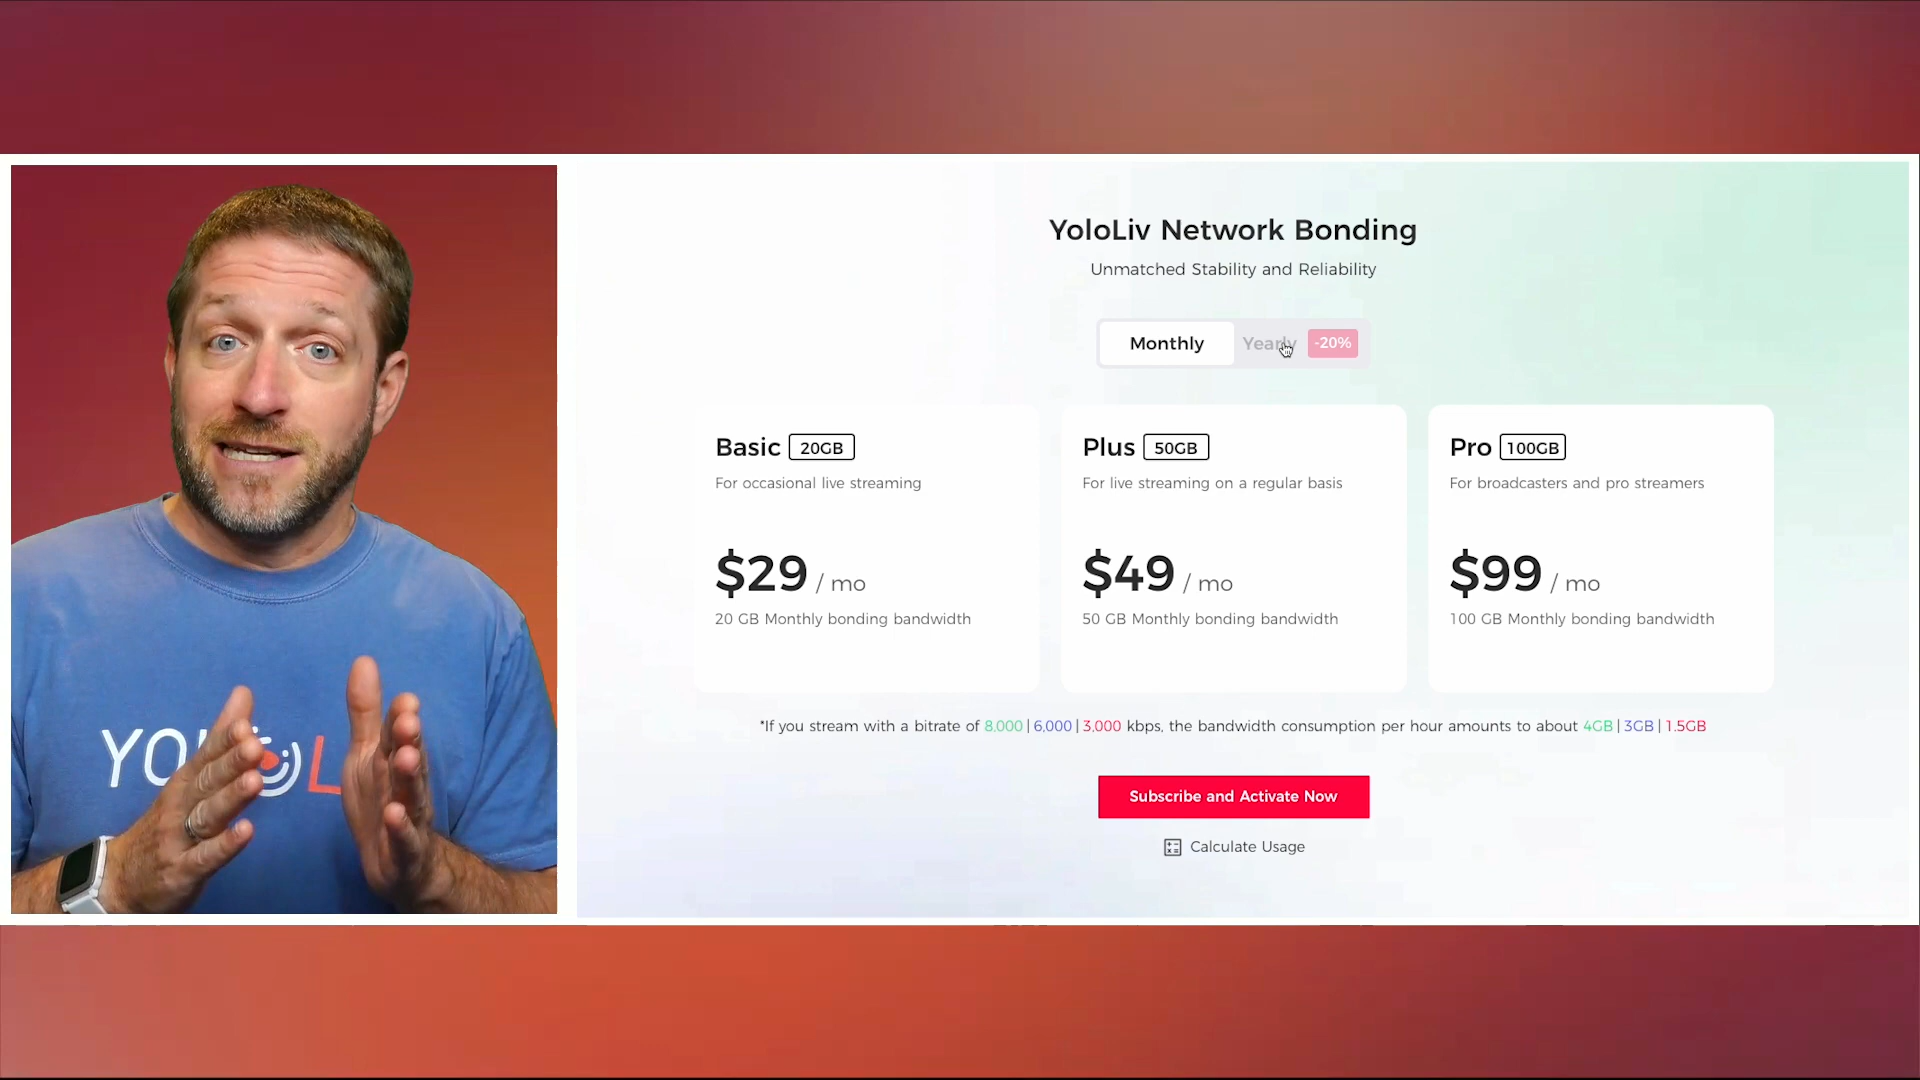 YoloLiv Network Bonding
Unmatched Stability and Reliability
Monthly Yearly -20%
Basic 20GB
For occasional live streaming
$29 / mo
20 GB Monthly bonding bandwidth
Plus 50GB
For live streaming on a regular basis
$49 / mo
50 GB Monthly bonding bandwidth
Pro 100GB
For broadcasters and pro streamers
$99 / mo
100 GB Monthly bonding bandwidth
*If you stream with a bitrate of 8,000 | 6,000 | 3,000 kbps, the bandwidth consumption per hour amounts to about 4GB | 3GB | 1.5GB
Subscribe and Activate Now
Calculate Usage